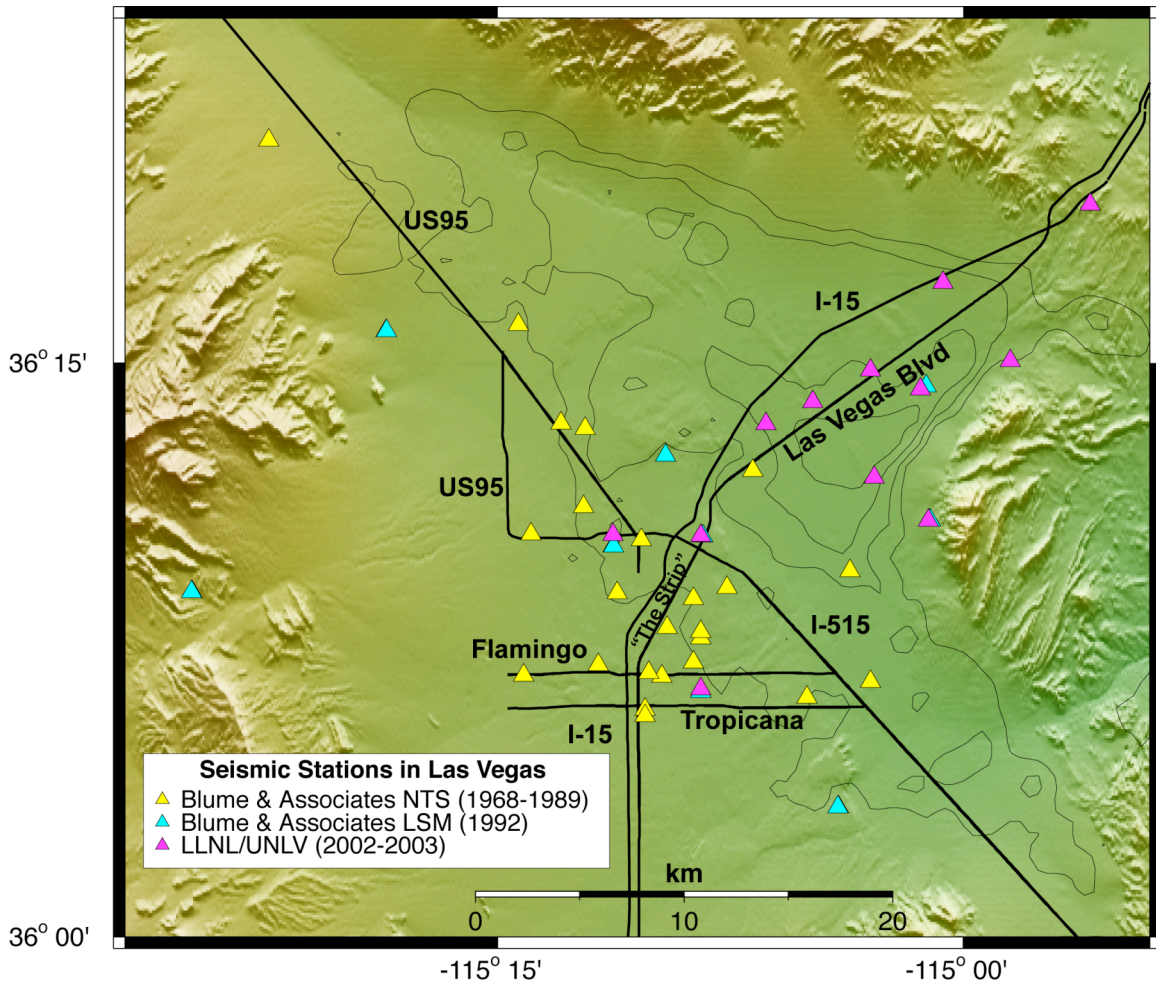 US95
I-15
36° 15'
Las Vegas Blvd
US95
"The Strip"
I-515
Flamingo
Tropicana
I-15
Seismic Stations in Las Vegas
Blume & Associates NTS (1968-1989)
Blume & Associates LSM (1992)
LLNL/UNLV (2002-2003)
km
0 10 20
36° 00'
-115° 15' -115° 00'